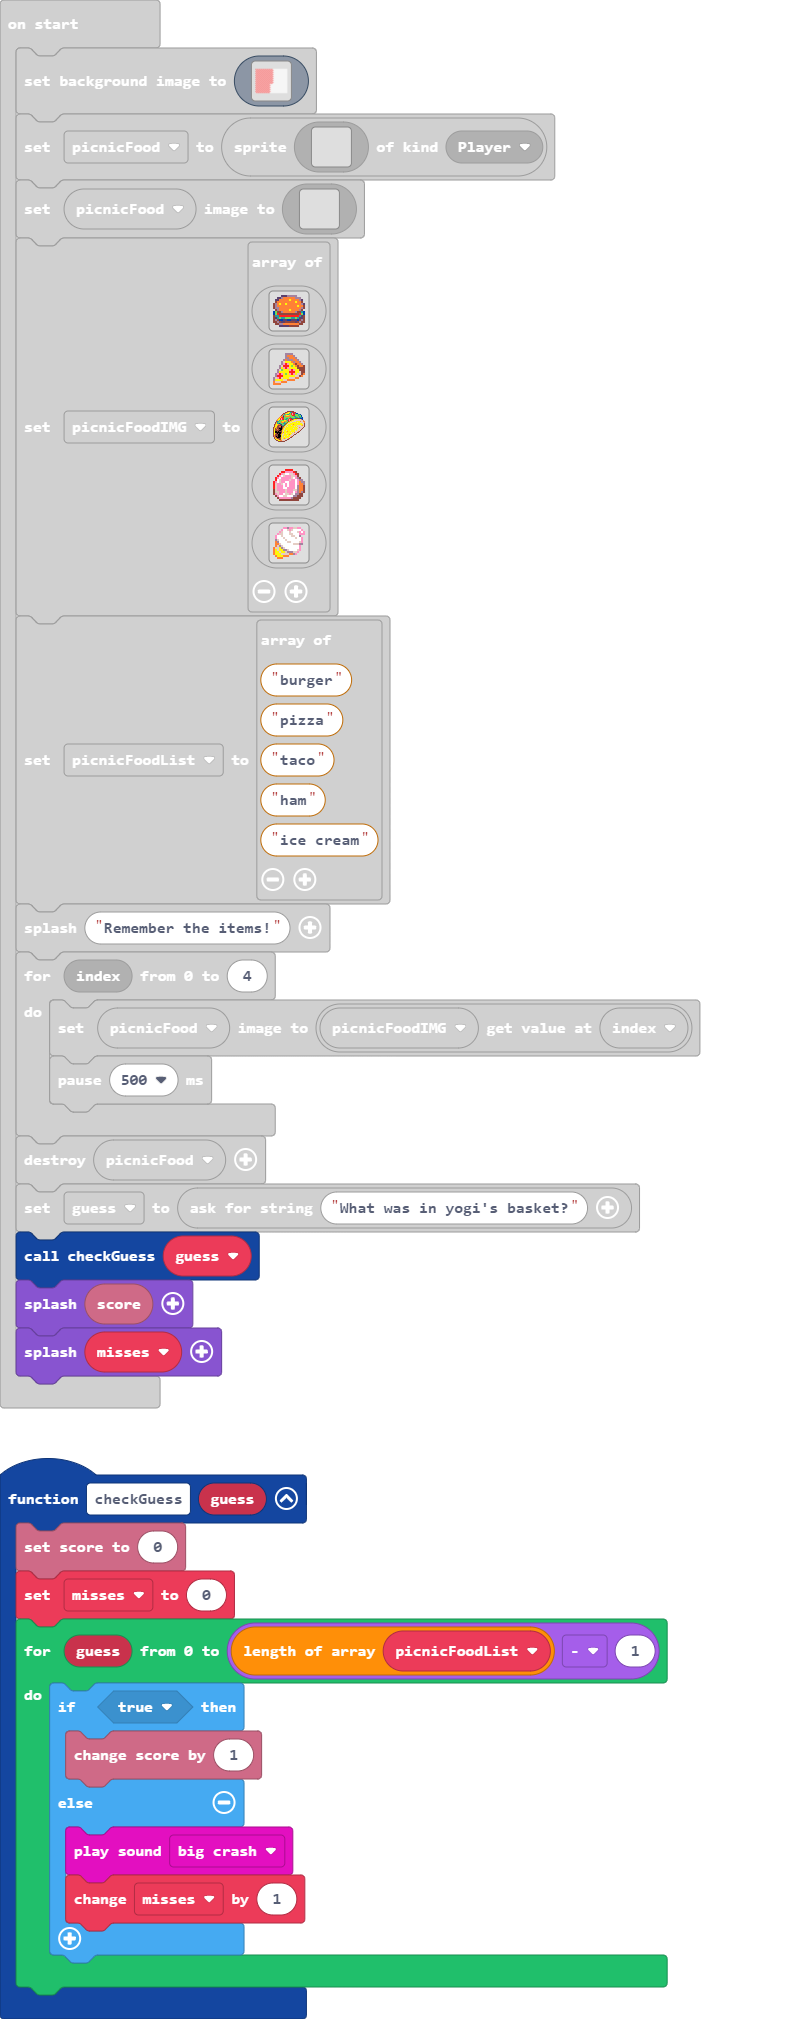 on start
set background image to
set picnicFood to sprite of kind Player
set picnicFood image to
array of
set picnicFoodIMG to
array of
"burger"
"pizza"
"taco"
set picnicFoodList to
"ham"
"ice cream"
splash "Remember the items!"
for index from 0 to 4
do
set picnicFood image to picnicFoodIMG get value at index
pause 500 ms
destroy picnicFood
set guess to ask for string "What was in yogi's basket?"
call checkGuess guess
splash score
splash misses
function checkGuess guess
set score to 0
set misses to 0
for guess from 0 to length of array picnicFoodList - 1
do
if true then
change score by 1
else
play sound big crash
change misses by 1